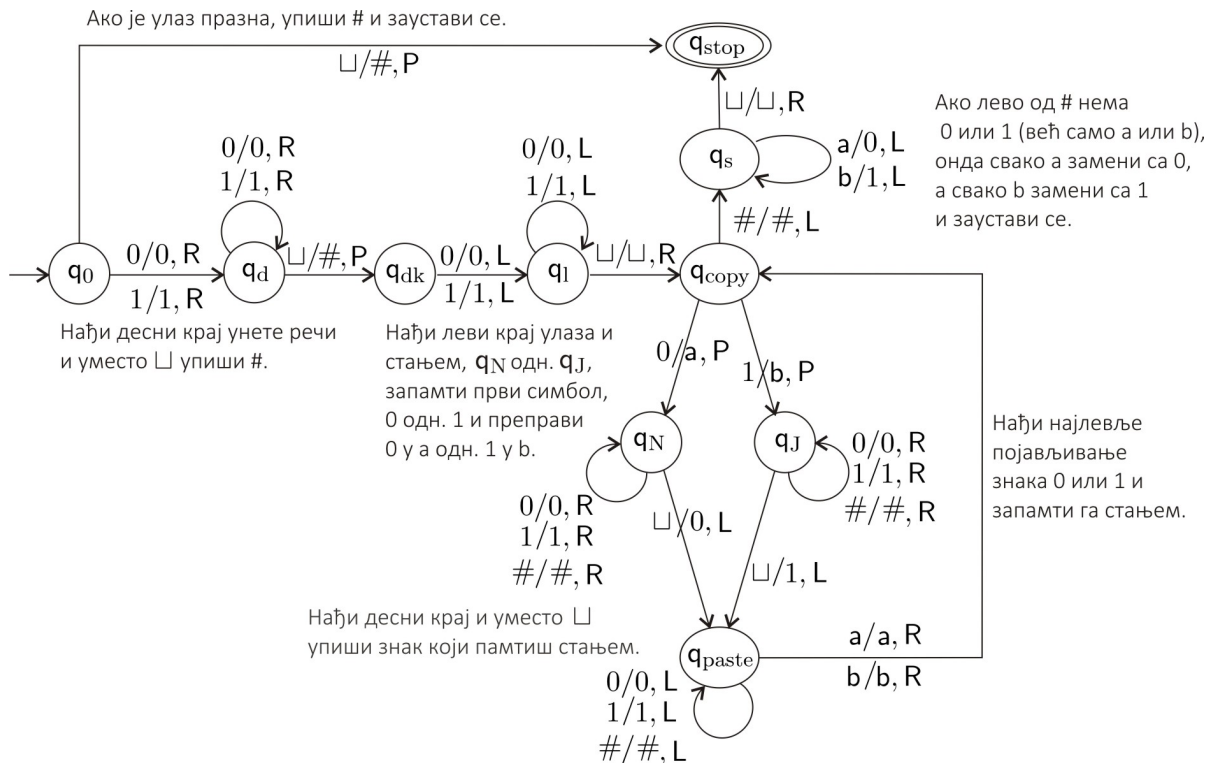 Ако је улаз празна, упиши # и заустави се.
⊔/#, P
q_stop
⊔/⊔, R
q_s
a/0, L
b/1, L
#/#, L
Ако лево од # нема
0 или 1 (већ само a или b),
онда свако a замени са 0,
а свако b замени са 1
и заустави се.
0/0, R
1/1, R
0/0, L
1/1, L
q_0
0/0, R
1/1, R
q_d
⊔/#, P
q_dk
0/0, L
1/1, L
q_l
⊔/⊔, R
q_copy
Нађи десни крај унете речи
и уместо ⊔ упиши #.
Нађи леви крај улаза и
стањем, q_N одн. q_J,
запамти први симбол,
0 одн. 1 и преправи
0 у a одн. 1 у b.
0/a, P
1/b, P
q_N
q_J
0/0, R
1/1, R
#/#, R
0/0, R
1/1, R
#/#, R
⊔/0, L
⊔/1, L
Нађи најлевље
појављивање
знака 0 или 1 и
запамти га стањем.
Нађи десни крај и уместо ⊔
упиши знак који памтиш стањем.
q_paste
a/a, R
b/b, R
0/0, L
1/1, L
#/#, L